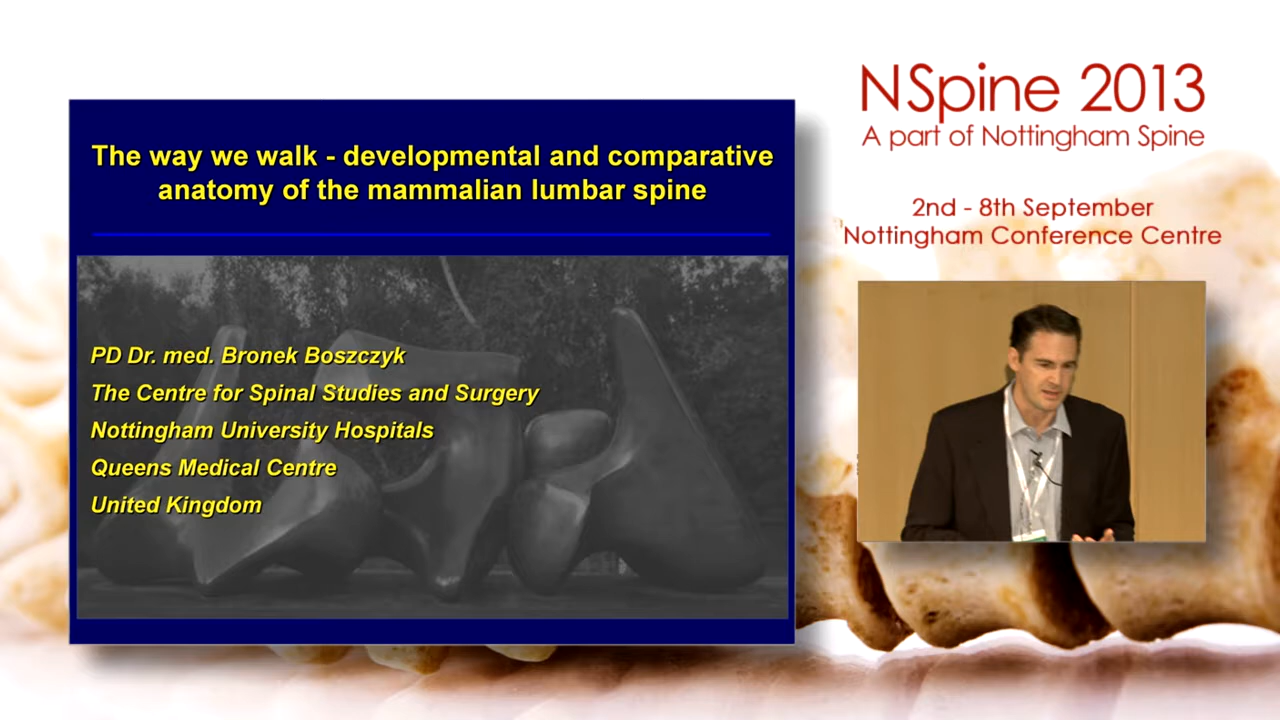 The way we walk - developmental and comparative
anatomy of the mammalian lumbar spine
PD Dr. med. Bronek Boszczyk
The Centre for Spinal Studies and Surgery
Nottingham University Hospitals
Queens Medical Centre
United Kingdom
NSpine 2013
A part of Nottingham Spine
2nd - 8th September
Nottingham Conference Centre